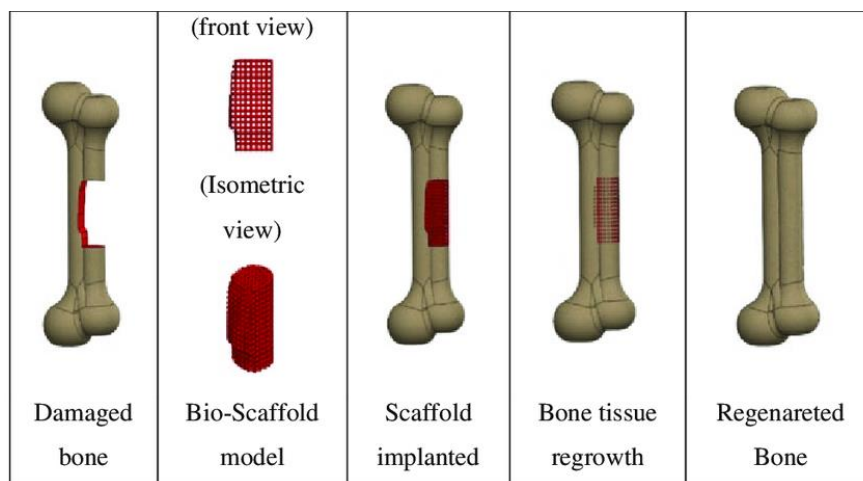 (front view)
(Isometric
view)
Damaged
bone
Bio-Scaffold
model
Scaffold
implanted
Bone tissue
regrowth
Regenareted
Bone